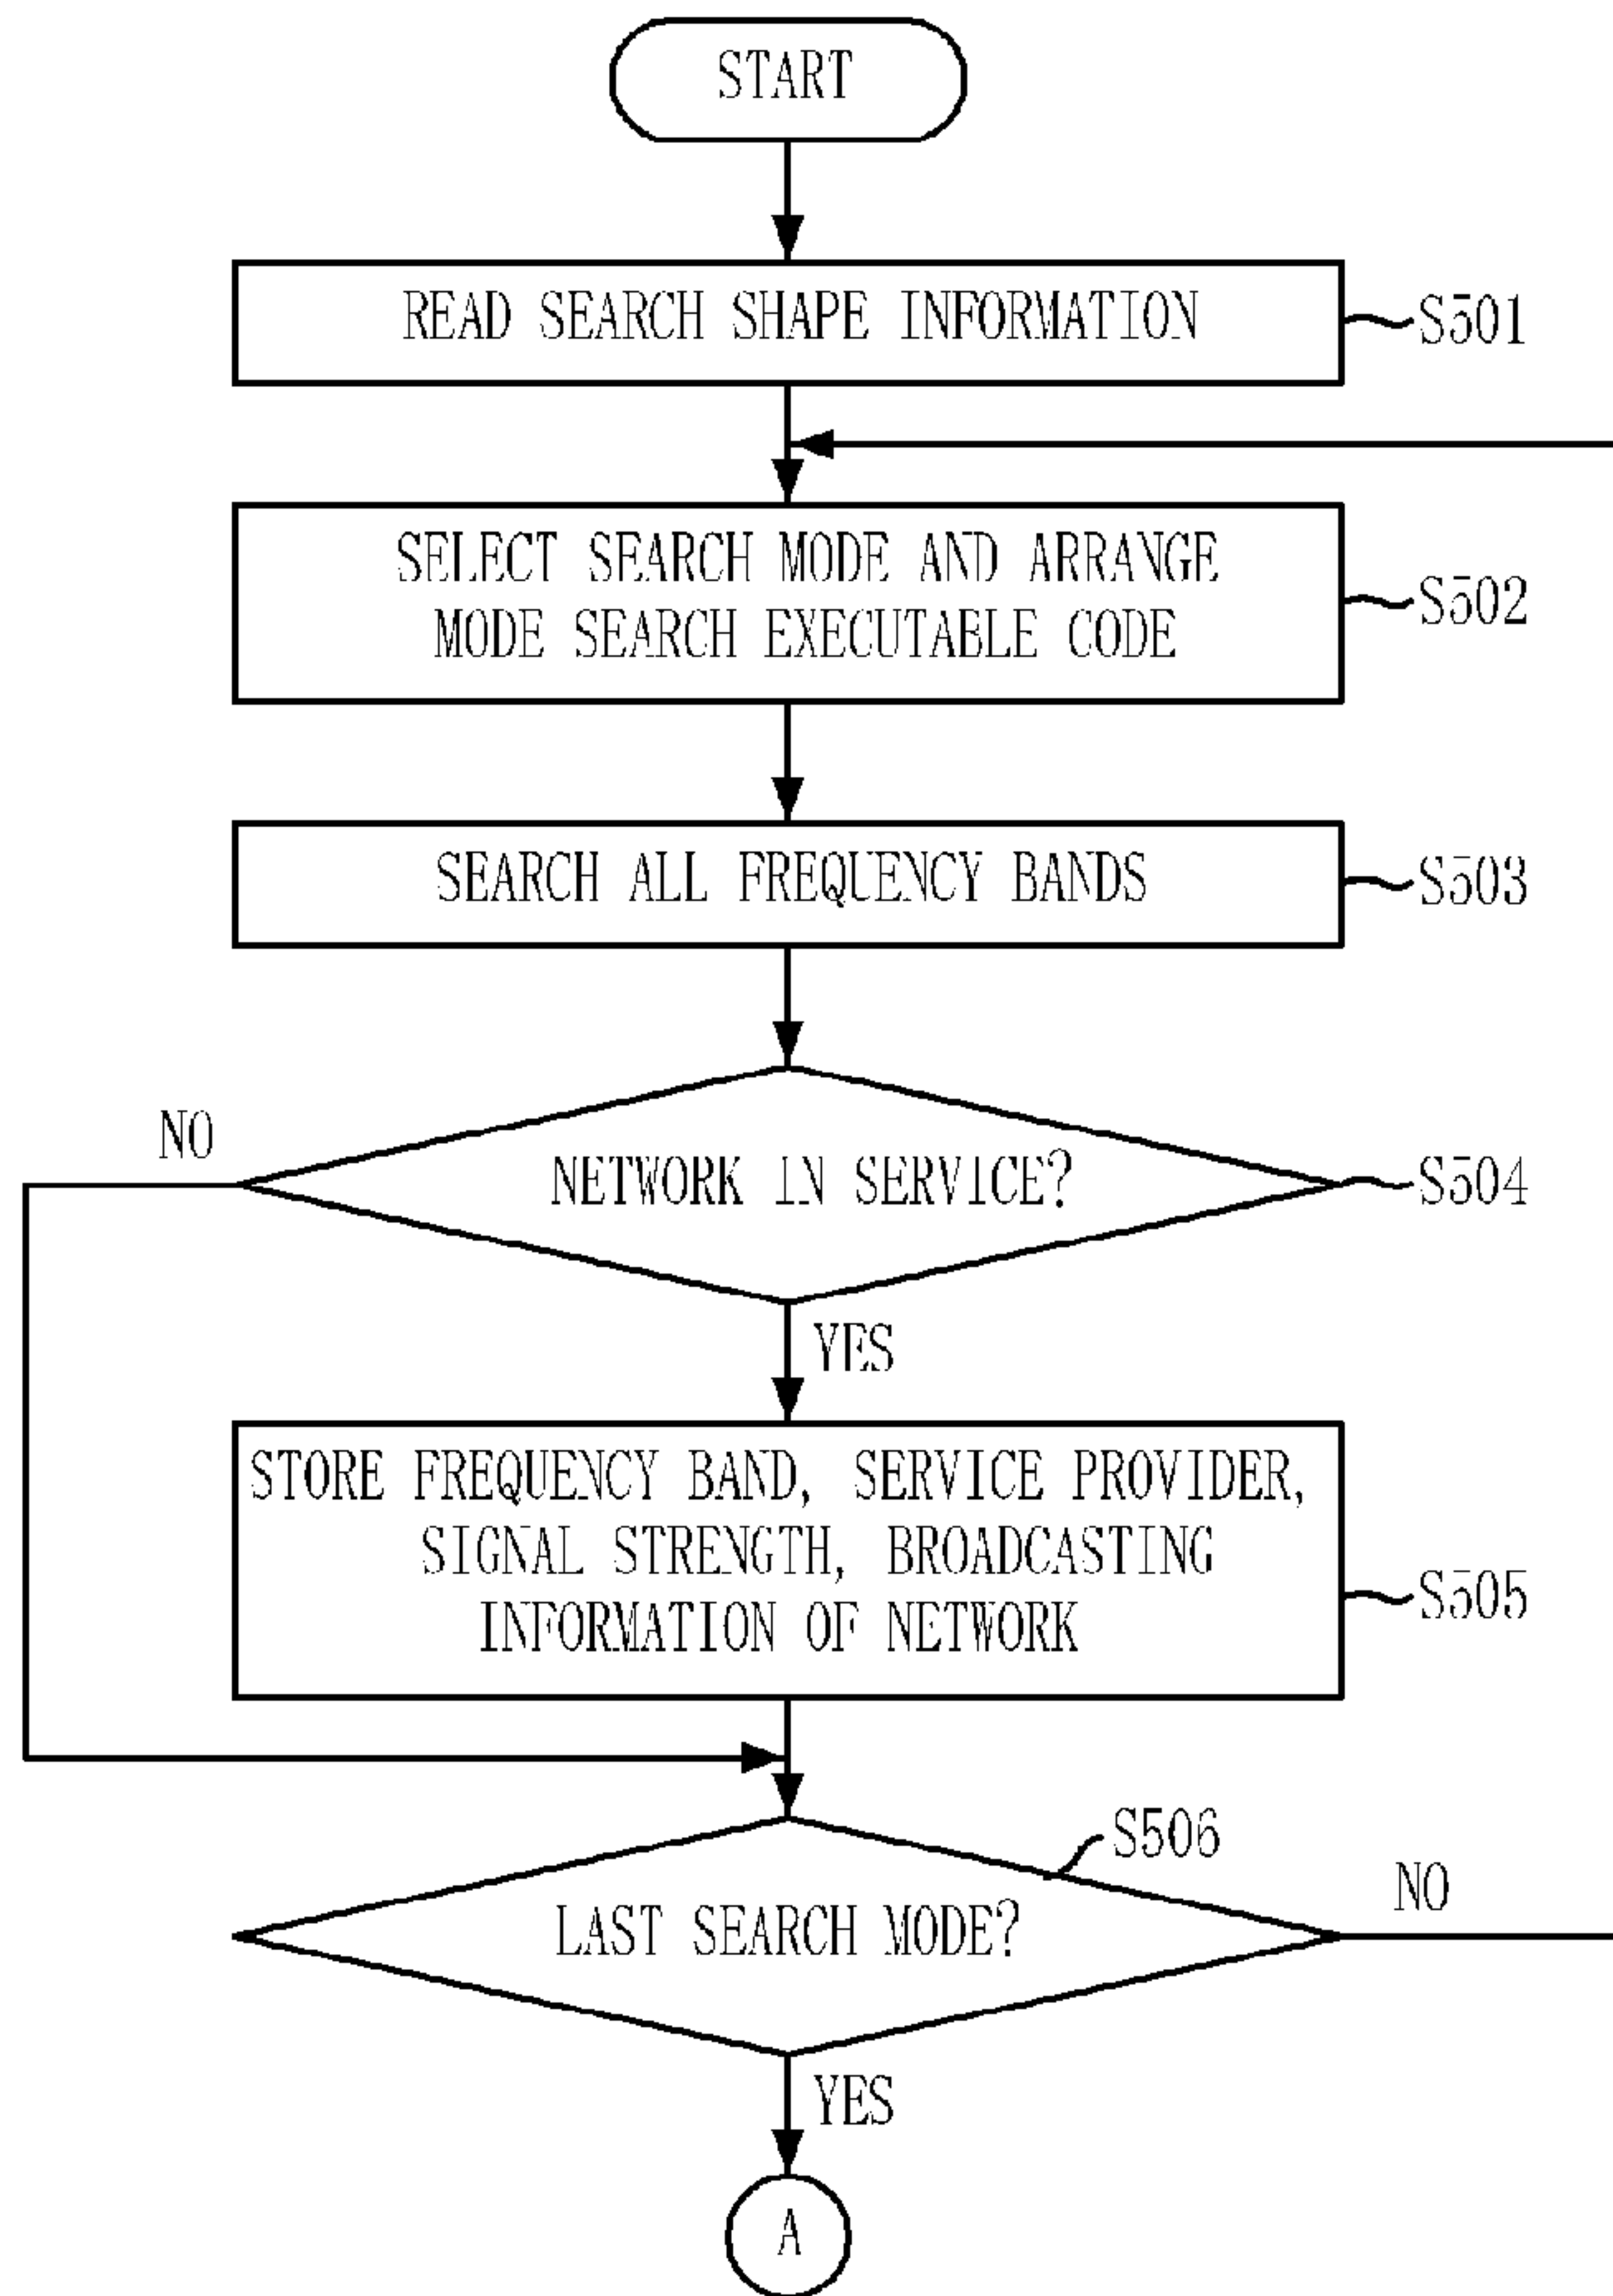 START
READ SEARCH SHAPE INFORMATION
S501
SELECT SEARCH MODE AND ARRANGE
MODE SEARCH EXECUTABLE CODE
S502
SEARCH ALL FREQUENCY BANDS
S503
NO
NETWORK IN SERVICE?
S504
YES
STORE FREQUENCY BAND, SERVICE PROVIDER,
SIGNAL STRENGTH, BROADCASTING
INFORMATION OF NETWORK
S505
S506
LAST SEARCH MODE?
NO
YES
A